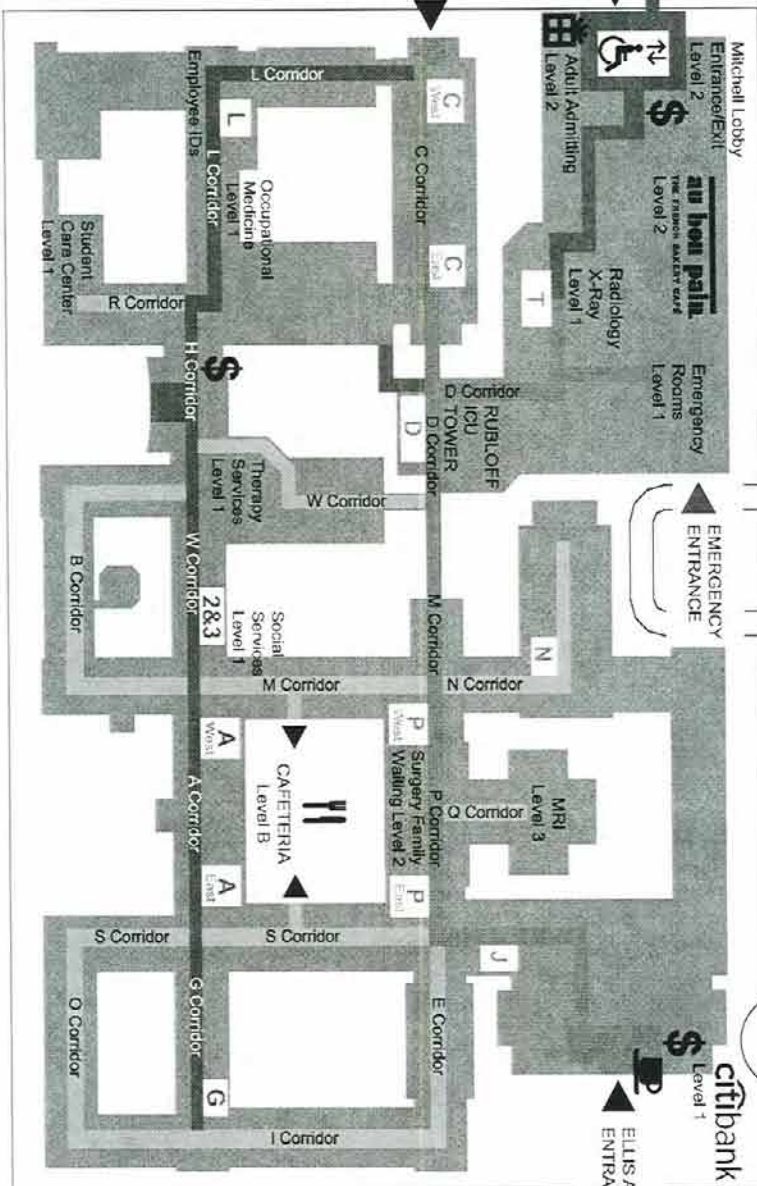 Mitchell Lobby
Entrance/Exit
Level 2
$
Adult Admitting
Level 2
au bon pain.
THE FRENCH BAKERY CAFÉ
Level 2
Radiology
X-Ray
Level 1
T
Emergency
Rooms
Level 1
EMERGENCY
ENTRANCE
citibank
$ Level 1
ELLIS A
ENTRA
L Corridor
C
West
C Corridor
C
East
D Corridor
RUBLOFF
ICU
TOWER
D
D Corridor
N
N Corridor
M Corridor
MRI
Level 3
Q Corridor
P Corridor
P
West
Surgery Family
Waiting Level 2
P
East
J
E Corridor
Employee IDs
L
L Corridor
Occupational
Medicine
Level 1
Student
Care Center
Level 1
R Corridor
$
H Corridor
Therapy
Services
Level 1
W Corridor
W Corridor
2&3
Social
Services
Level 1
M Corridor
B Corridor
A
West
CAFETERIA
Level B
A Corridor
A
East
S Corridor
S Corridor
G Corridor
G
O Corridor
I Corridor